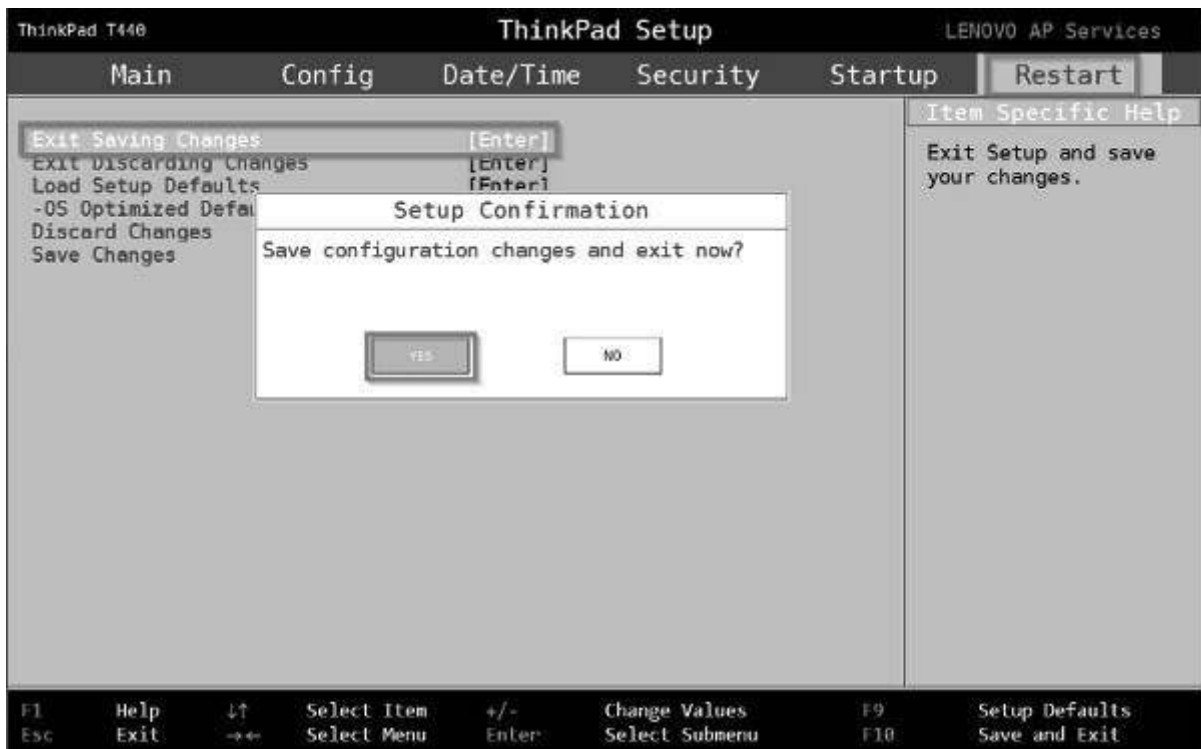 ThinkPad T440 ThinkPad Setup LENOVO AP Services
Main Config Date/Time Security Startup Restart
Item Specific Help
Exit Saving Changes [Enter]
Exit Discarding Changes [Enter]
Load Setup Defaults [Enter]
-OS Optimized Defau
Discard Changes
Save Changes
Setup Confirmation
Save configuration changes and exit now?
YES NO
Exit Setup and save
your changes.
F1 Help ↓↑ Select Item +/- Change Values F9 Setup Defaults
Esc Exit →← Select Menu Enter Select Submenu F10 Save and Exit